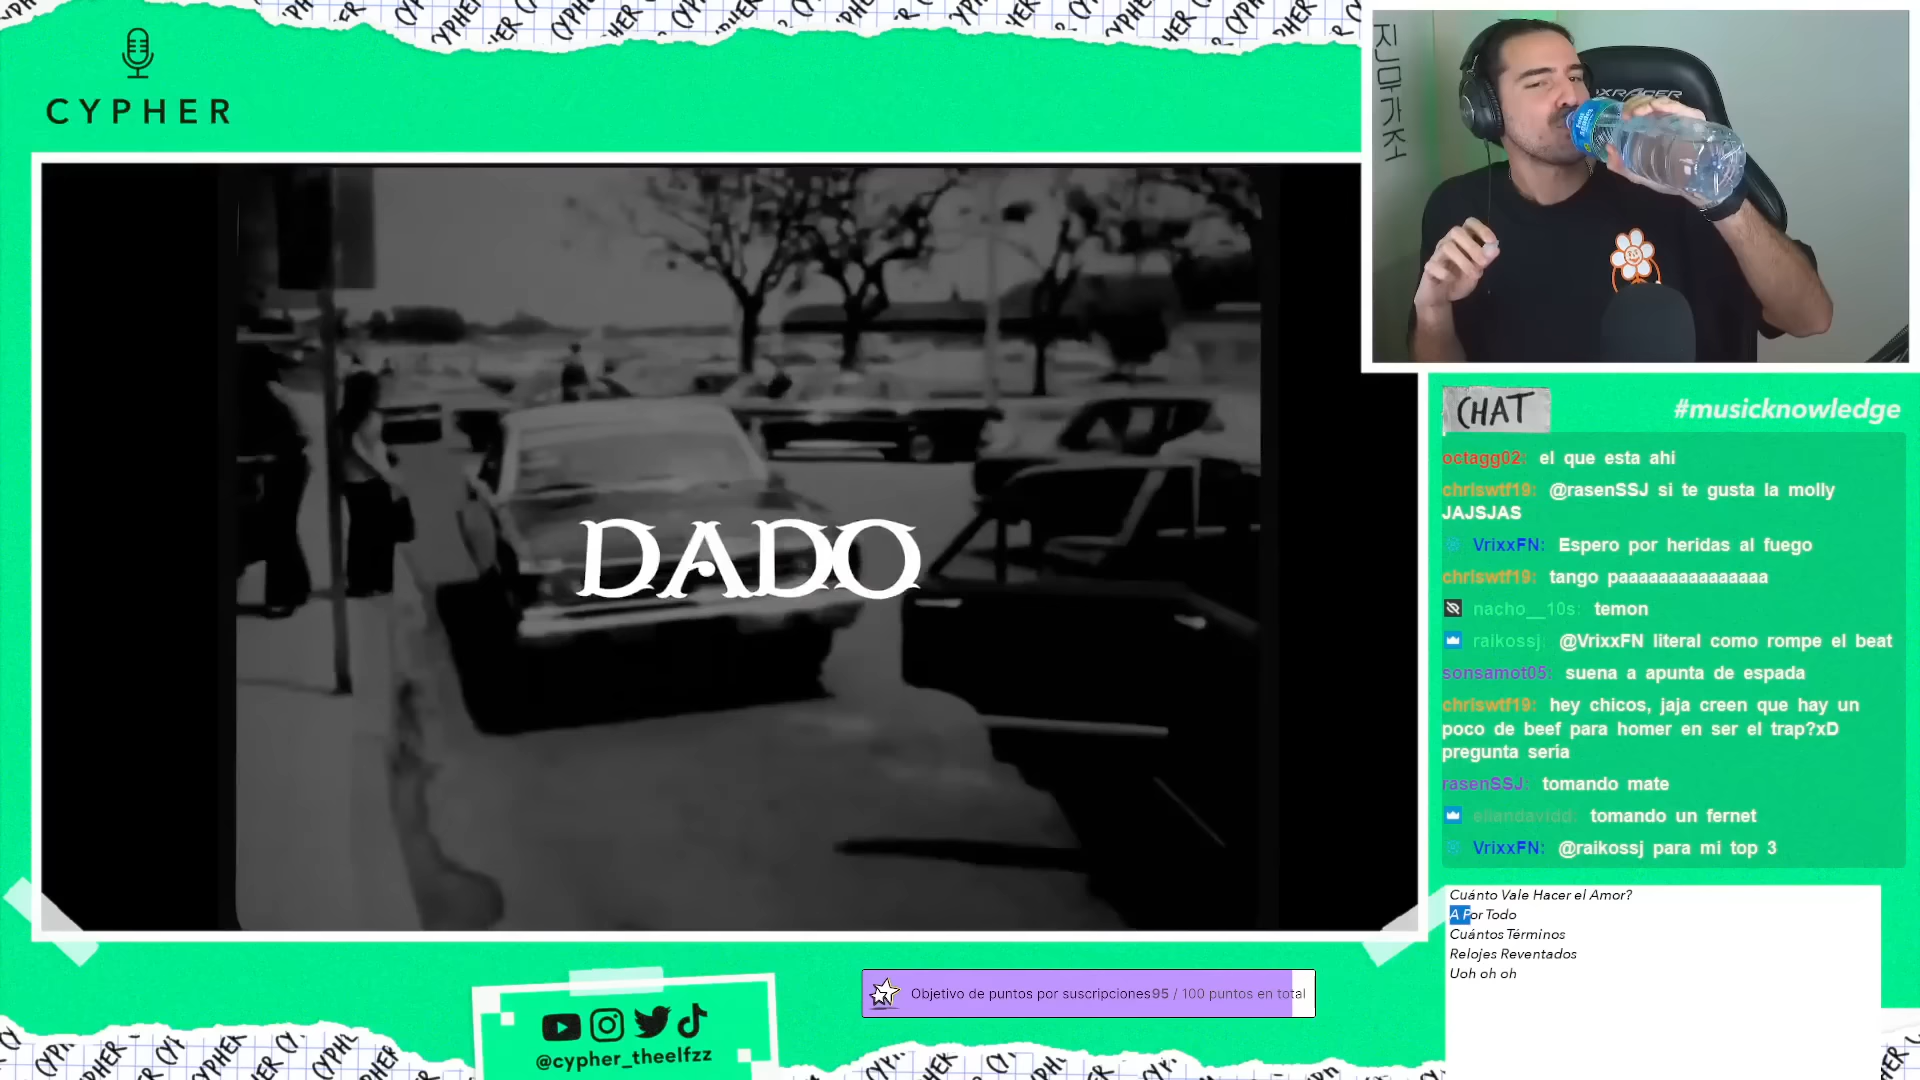 CYPHER
DADO
진마가져
CHAT
#musicknowledge
octagg02: el que esta ahi
chriswtf19: @rasenSSJ si te gusta la molly
JAJSJAS
VrixxFN: Espero por heridas al fuego
chriswtf19: tango paaaaaaaaaaaaaaa
nacho__10s: temon
raikossj: @VrixxFN literal como rompe el beat
sonsamot05: suena a apunta de espada
chriswtf19: hey chicos, jaja creen que hay un
poco de beef para homer en ser el trap?xD
pregunta seria
rasenSSJ: tomando mate
eliandavidd: tomando un fernet
VrixxFN: @raikossj para mi top 3
Cuánto Vale Hacer el Amor?
A Por Todo
Cuántos Términos
Relojes Reventados
Uoh oh oh
Objetivo de puntos por suscripciones95 / 100 puntos en total
@cypher_theelfzz